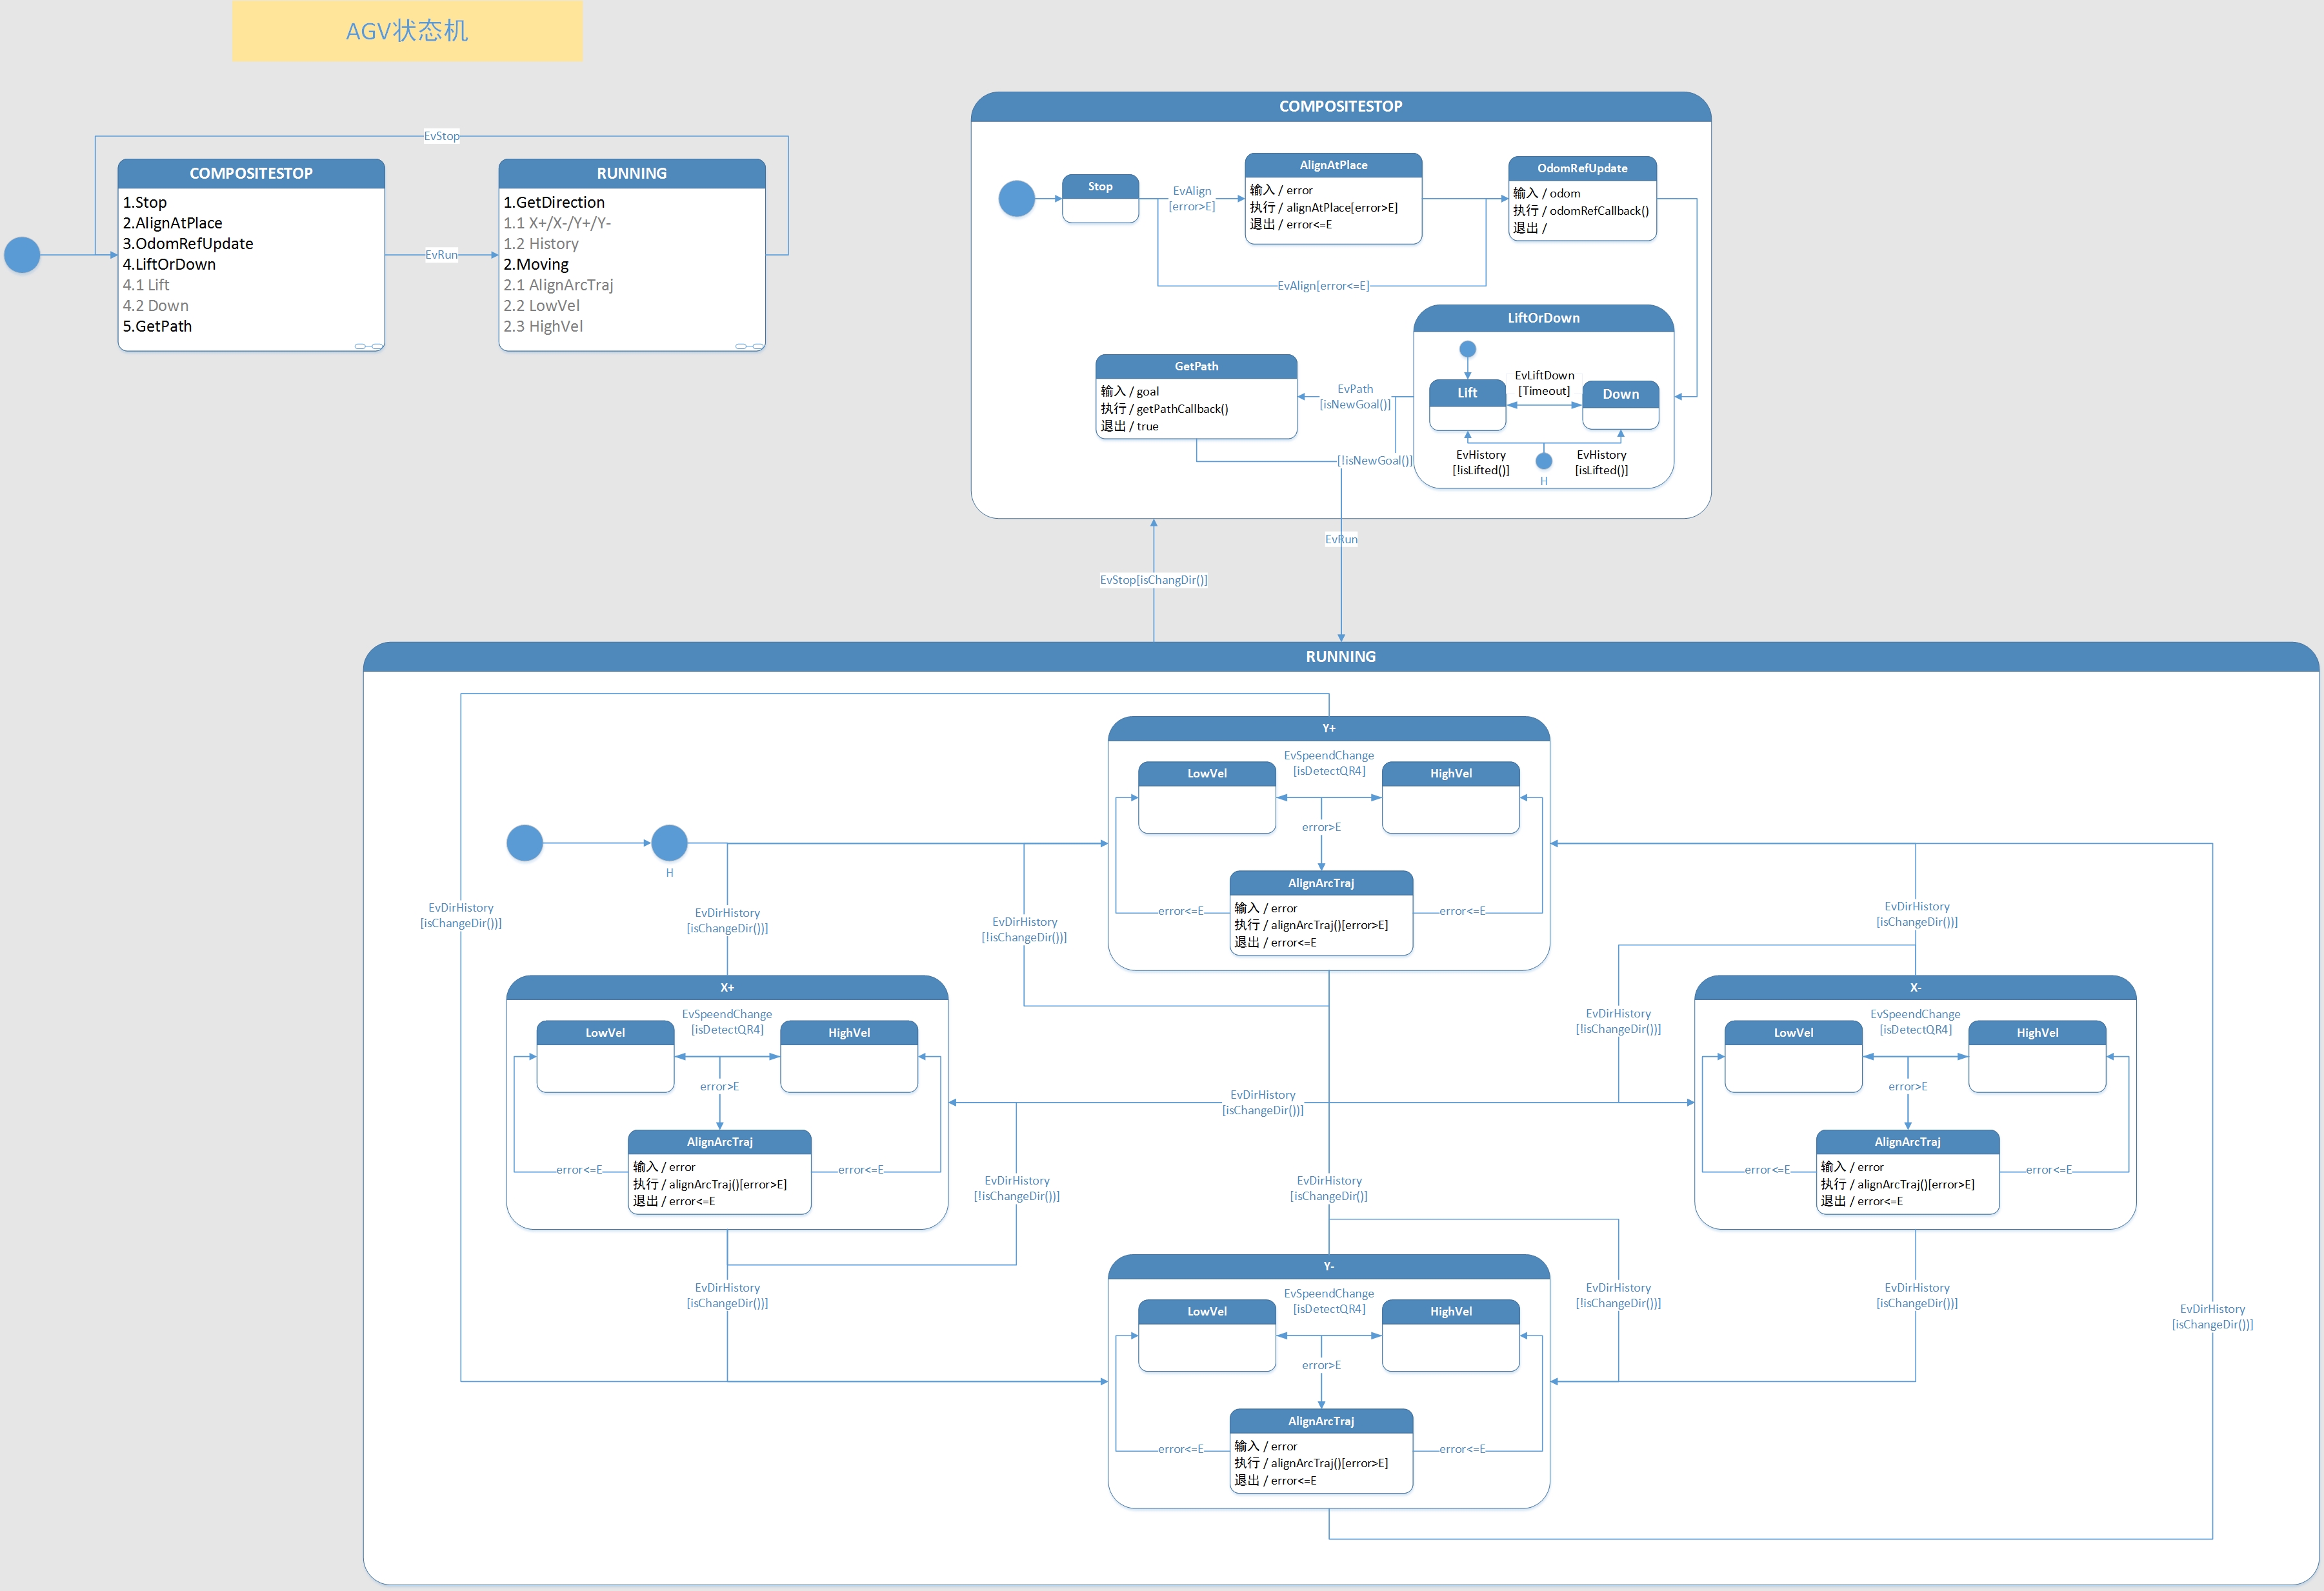 AGV状态机
EvStop
COMPOSITESTOP
1.Stop
2.AlignAtPlace
3.OdomRefUpdate
4.LiftOrDown
4.1 Lift
4.2 Down
5.GetPath
EvRun
RUNNING
1.GetDirection
1.1 X+/X-/Y+/Y-
1.2 History
2.Moving
2.1 AlignArcTraj
2.2 LowVel
2.3 HighVel
COMPOSITESTOP
Stop
EvAlign
[error>E]
AlignAtPlace
输入 / error
执行 / alignAtPlace[error>E]
退出 / error<=E
OdomRefUpdate
输入 / odom
执行 / odomRefCallback()
退出 /
EvAlign[error<=E]
LiftOrDown
Lift
EvLiftDown
[Timeout]
Down
EvHistory
[!isLifted()]
EvHistory
[isLifted()]
H
GetPath
输入 / goal
执行 / getPathCallback()
退出 / true
EvPath
[isNewGoal()]
[!isNewGoal()]
EvRun
EvStop[isChangDir()]
RUNNING
Y+
EvSpeendChange
[isDetectQR4]
LowVel
HighVel
error>E
AlignArcTraj
输入 / error
执行 / alignArcTraj()[error>E]
退出 / error<=E
error<=E
error<=E
H
EvDirHistory
[isChangeDir())]
EvDirHistory
[isChangeDir())]
EvDirHistory
[!isChangeDir())]
EvDirHistory
[isChangeDir())]
EvDirHistory
[!isChangeDir())]
X+
EvSpeendChange
[isDetectQR4]
LowVel
HighVel
error>E
AlignArcTraj
输入 / error
执行 / alignArcTraj()[error>E]
退出 / error<=E
error<=E
error<=E
EvDirHistory
[isChangeDir())]
X-
EvSpeendChange
[isDetectQR4]
LowVel
HighVel
error>E
AlignArcTraj
输入 / error
执行 / alignArcTraj()[error>E]
退出 / error<=E
error<=E
error<=E
EvDirHistory
[!isChangeDir())]
EvDirHistory
[isChangeDir()]
EvDirHistory
[isChangeDir())]
EvDirHistory
[!isChangeDir())]
EvDirHistory
[isChangeDir())]
EvDirHistory
[isChangeDir())]
Y-
EvSpeendChange
[isDetectQR4]
LowVel
HighVel
error>E
AlignArcTraj
输入 / error
执行 / alignArcTraj()[error>E]
退出 / error<=E
error<=E
error<=E